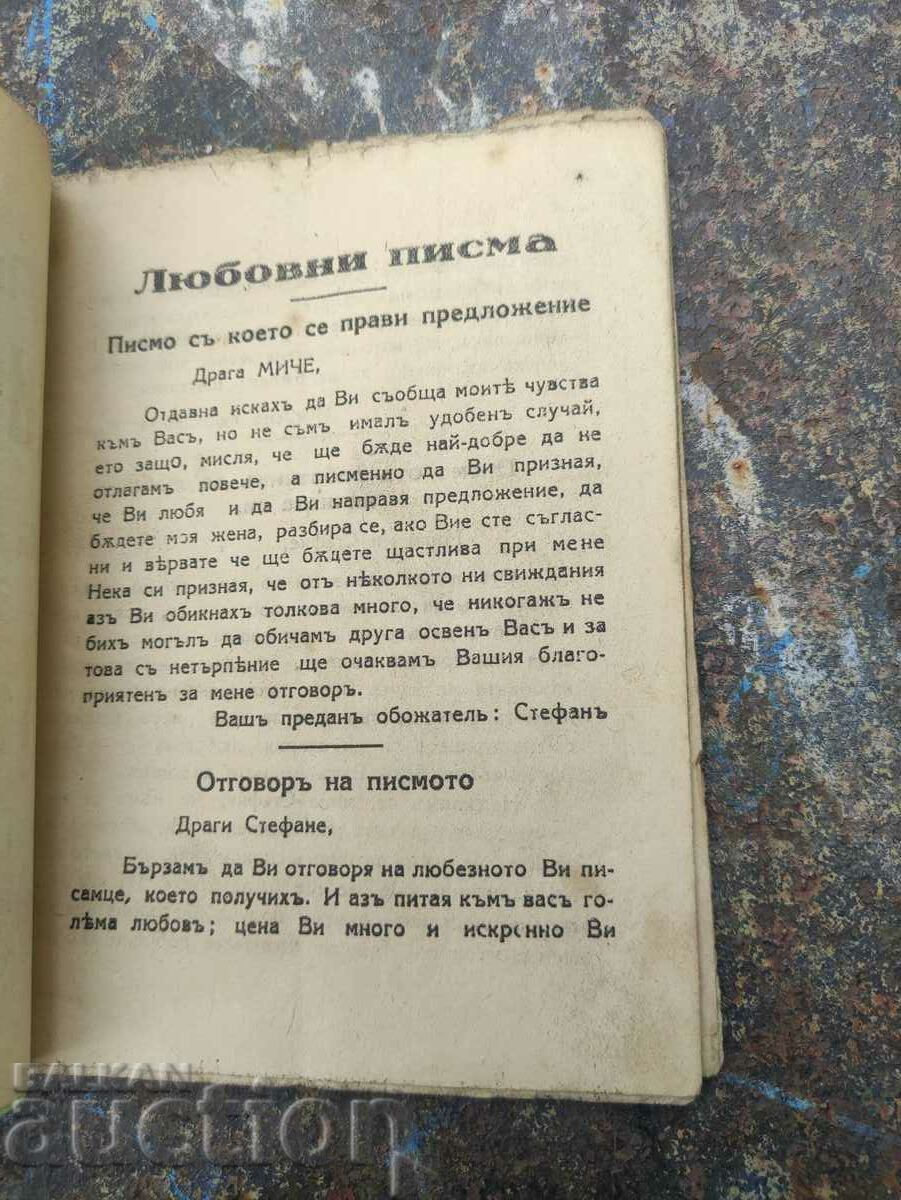 Любовни писма
Писмо съ което се прави предложение
Драга МИЧЕ,
Отдавна искахъ да Ви съобща моитѣ чувства
къмъ Васъ, но не съмъ ималъ удобенъ случай,
ето защо, мисля, че ще бѫде най-добре да не
отлагамъ повече, а писменно да Ви призная,
че Ви любя и да Ви направя предложение, да
бѫдете моя жена, разбира се, ако Вие сте съглас-
ни и вѣрвате че ще бѫдете щастлива при мене
Нека си призная, че отъ нѣколкото ни свиждания
азъ Ви обикнахъ толкова много, че никогажъ не
бихъ могълъ да обичамъ друга освенъ Васъ и за
това съ нетърпѣние ще очаквамъ Вашия благо-
приятенъ за мене отговоръ.
Вашъ преданъ обожатель: Стефанъ
Отговоръ на писмото
Драги Стефане,
Бързамъ да Ви отговоря на любезното Ви пи-
самце, което получихъ. И азъ питая къмъ васъ го-
лѣма любовъ; цена Ви много и искренно Ви
BALKAN
auction